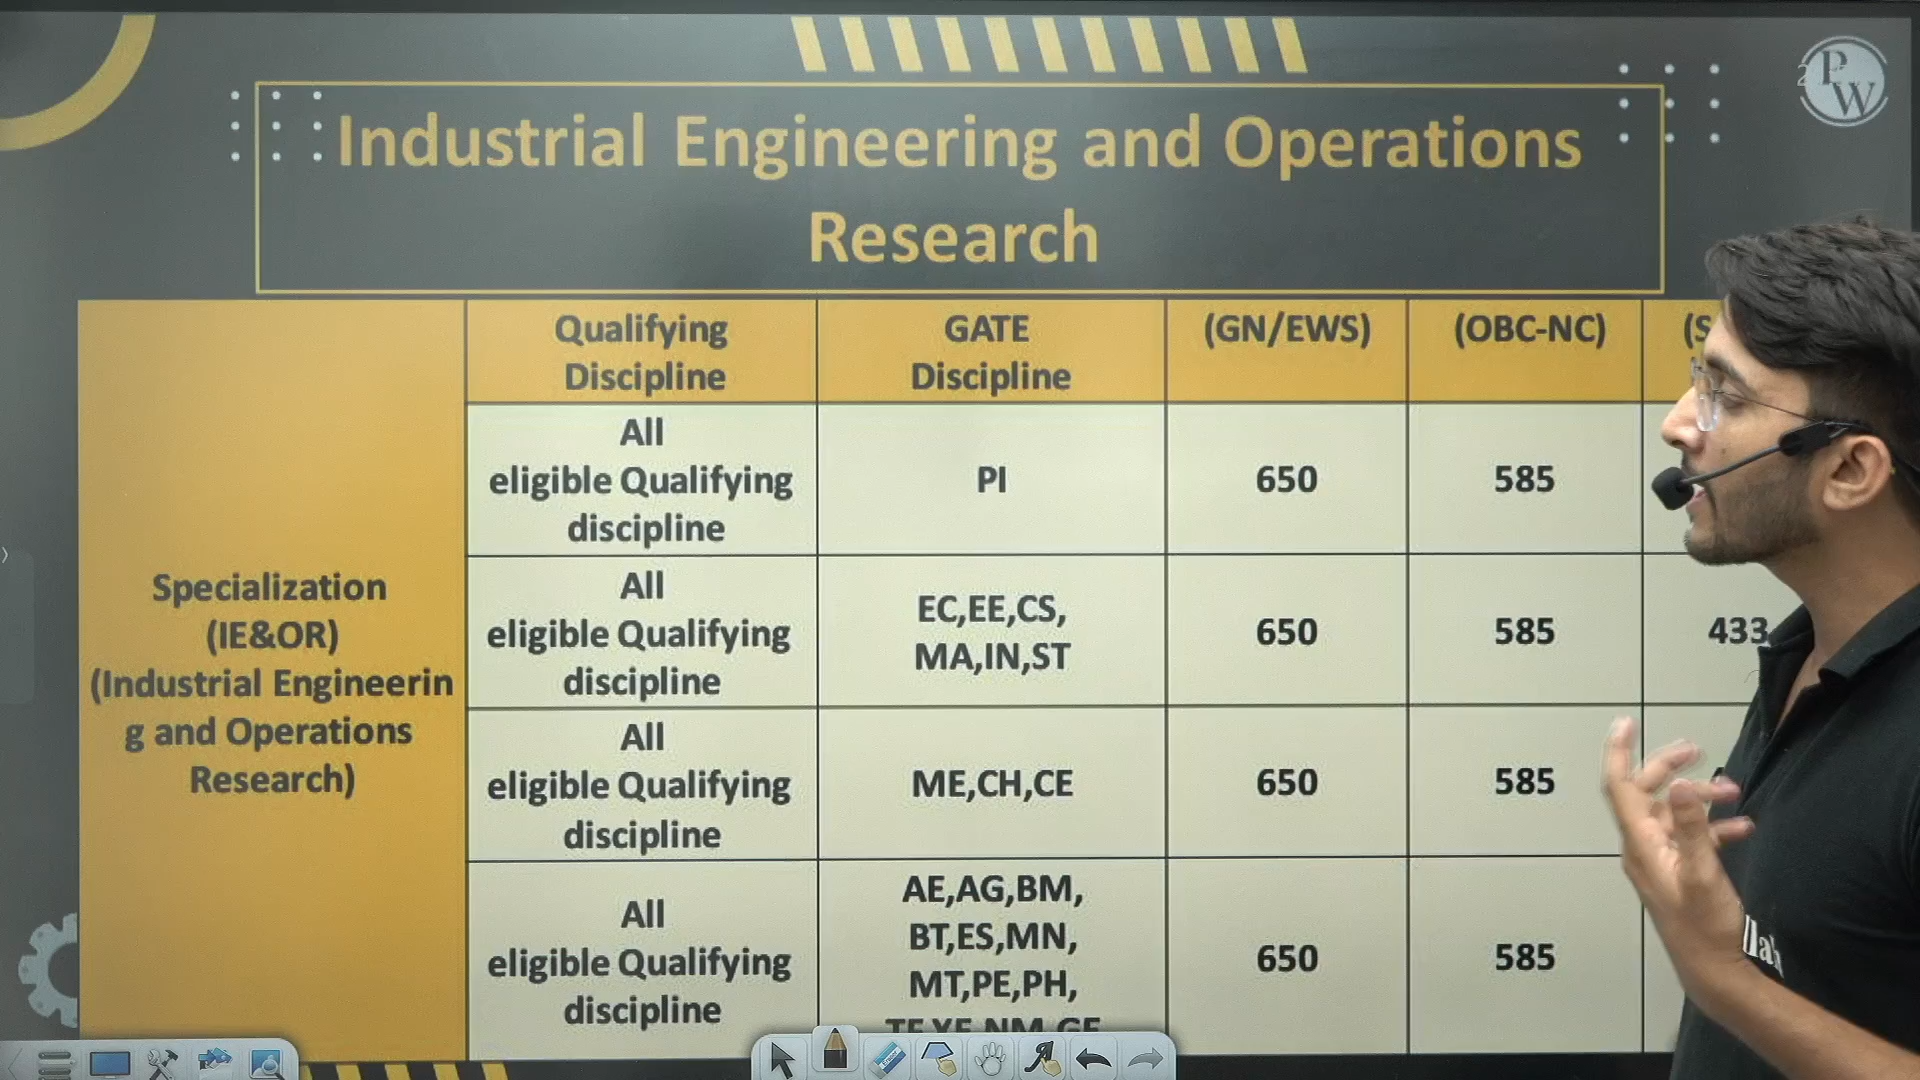 PW
Industrial Engineering and Operations
Research
Qualifying
Discipline
GATE
Discipline
(GN/EWS)
(OBC-NC)
Specialization
(IE&OR)
(Industrial Engineerin
g and Operations
Research)
All
eligible Qualifying
discipline
PI
650
585
All
eligible Qualifying
discipline
EC,EE,CS,
MA,IN,ST
650
585
433
All
eligible Qualifying
discipline
ME,CH,CE
650
585
All
eligible Qualifying
discipline
AE,AG,BM,
BT,ES,MN,
MT,PE,PH,
650
585